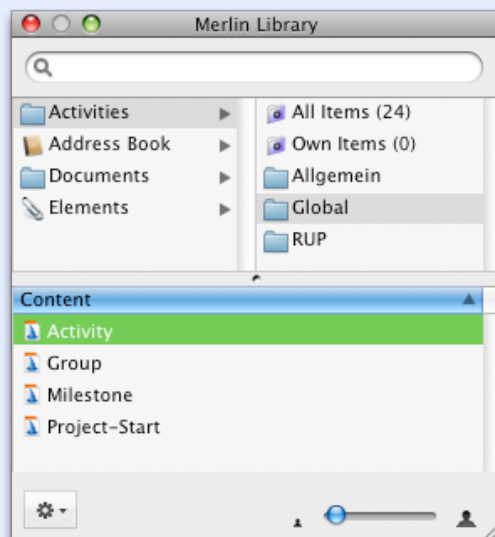 Merlin Library
Activities
Address Book
Documents
Elements
All Items (24)
Own Items (0)
Allgemein
Global
RUP
Content
Activity
Group
Milestone
Project-Start